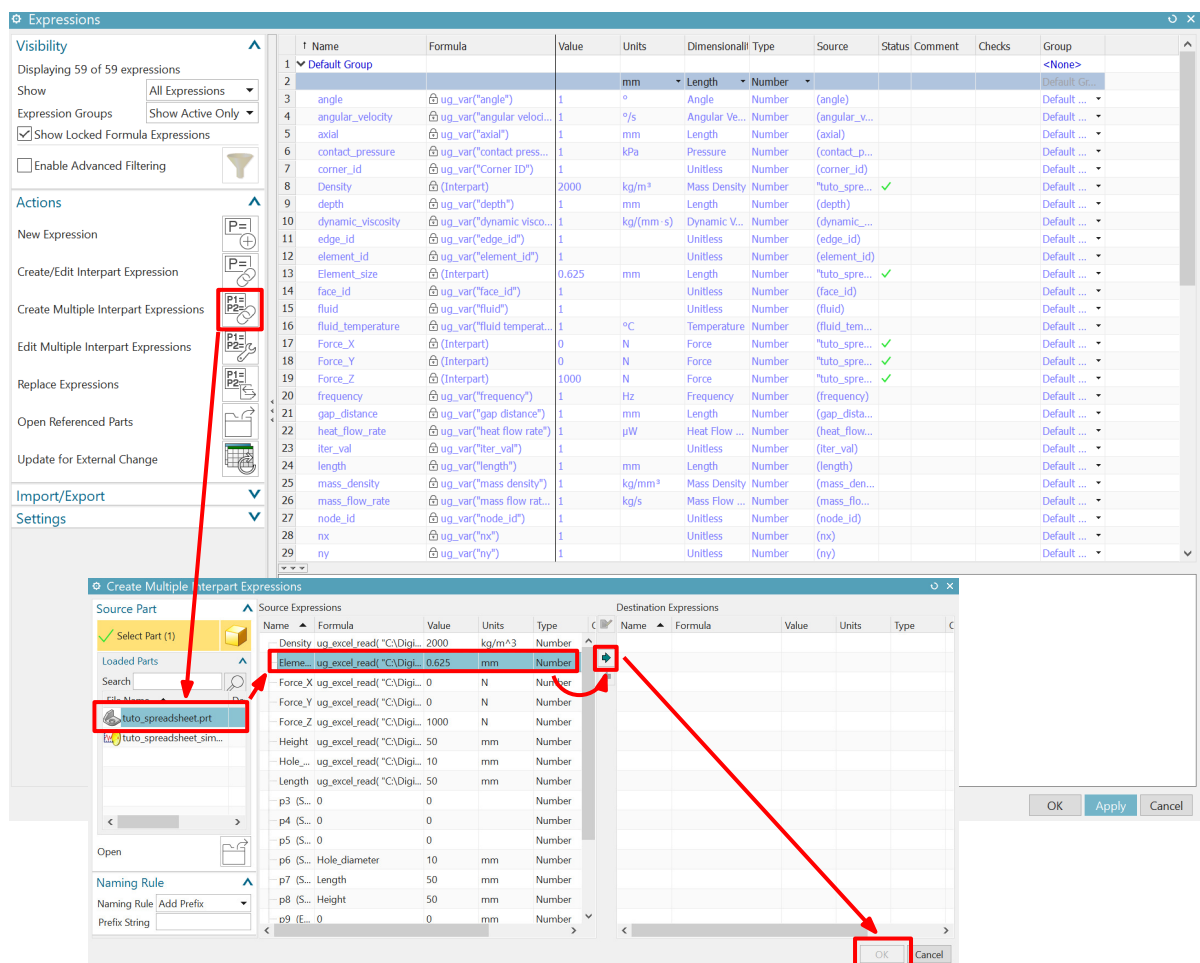 Expressions
Visibility
Displaying 59 of 59 expressions
Show All Expressions
Expression Groups Show Active Only
Show Locked Formula Expressions
Enable Advanced Filtering
Actions
New Expression
Create/Edit Interpart Expression
Create Multiple Interpart Expressions
Edit Multiple Interpart Expressions
Replace Expressions
Open Referenced Parts
Update for External Change
Import/Export
Settings
↑ Name Formula Value Units Dimensionalit Type Source Status Comment Checks Group
1 Default Group <None>
2 mm Length Number Default Gr...
3 angle ug_var("angle") 1 ° Angle Number (angle) Default ...
4 angular_velocity ug_var("angular veloci... 1 °/s Angular Ve... Number (angular_v... Default ...
5 axial ug_var("axial") 1 mm Length Number (axial) Default ...
6 contact_pressure ug_var("contact press... 1 kPa Pressure Number (contact_p... Default ...
7 corner_id ug_var("Corner ID") 1 Unitless Number (corner_id) Default ...
8 Density (Interpart) 2000 kg/m³ Mass Density Number "tuto_spre... Default ...
9 depth ug_var("depth") 1 mm Length Number (depth) Default ...
10 dynamic_viscosity ug_var("dynamic visco... 1 kg/(mm·s) Dynamic V... Number (dynamic_... Default ...
11 edge_id ug_var("edge_id") 1 Unitless Number (edge_id) Default ...
12 element_id ug_var("element_id") 1 Unitless Number (element_id) Default ...
13 Element_size (Interpart) 0.625 mm Length Number "tuto_spre... Default ...
14 face_id ug_var("face_id") 1 Unitless Number (face_id) Default ...
15 fluid ug_var("fluid") 1 Unitless Number (fluid) Default ...
16 fluid_temperature ug_var("fluid temperat... 1 °C Temperature Number (fluid_tem... Default ...
17 Force_X (Interpart) 0 N Force Number "tuto_spre... Default ...
18 Force_Y (Interpart) 0 N Force Number "tuto_spre... Default ...
19 Force_Z (Interpart) 1000 N Force Number "tuto_spre... Default ...
20 frequency ug_var("frequency") 1 Hz Frequency Number (frequency) Default ...
21 gap_distance ug_var("gap distance") 1 mm Length Number (gap_dista... Default ...
22 heat_flow_rate ug_var("heat flow rate") 1 μW Heat Flow ... Number (heat_flow... Default ...
23 iter_val ug_var("iter_val") 1 Unitless Number (iter_val) Default ...
24 length ug_var("length") 1 mm Length Number (length) Default ...
25 mass_density ug_var("mass density") 1 kg/mm³ Mass Density Number (mass_den... Default ...
26 mass_flow_rate ug_var("mass flow rat... 1 kg/s Mass Flow ... Number (mass_flo... Default ...
27 node_id ug_var("node_id") 1 Unitless Number (node_id) Default ...
28 nx ug_var("nx") 1 Unitless Number (nx) Default ...
29 ny ug_var("ny") 1 Unitless Number (ny) Default ...
OK Apply Cancel
Create Multiple Interpart Expressions
Source Part
Select Part (1)
Loaded Parts
Search
tuto_spreadsheet.prt
tuto_spreadsheet_sim...
Open
Naming Rule
Naming Rule Add Prefix
Prefix String
Source Expressions
Name Formula Value Units Type C
Density ug_excel_read( "C:\Digi... 2000 kg/m^3 Number
Eleme... ug_excel_read( "C:\Digi... 0.625 mm Number
Force_X ug_excel_read( "C:\Digi... 0 N Number
Force_Y ug_excel_read( "C:\Digi... 0 N Number
Force_Z ug_excel_read( "C:\Digi... 1000 N Number
Height ug_excel_read( "C:\Digi... 50 mm Number
Hole_... ug_excel_read( "C:\Digi... 10 mm Number
Length ug_excel_read( "C:\Digi... 50 mm Number
p3 (S... 0 0 Number
p4 (S... 0 0 Number
p5 (S... 0 0 Number
p6 (S... Hole_diameter 10 mm Number
p7 (S... Length 50 mm Number
p8 (S... Height 50 mm Number
p9 (E... 0 0 mm Number
Destination Expressions
Name Formula Value Units Type C
OK Cancel